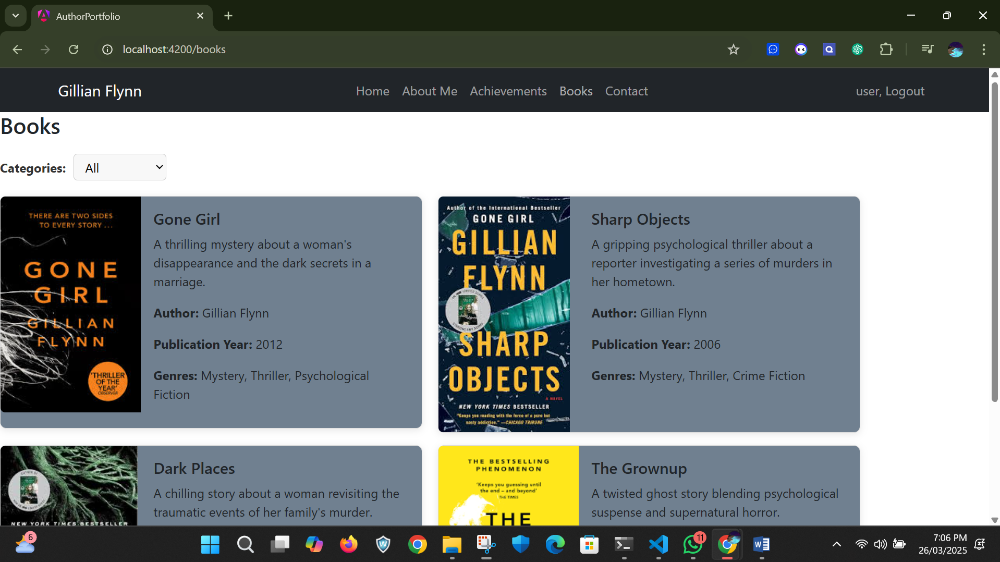 AuthorPortfolio
localhost:4200/books
Gillian Flynn
Home About Me Achievements Books Contact
user, Logout
Books
Categories: All
THERE ARE TWO SIDES
TO EVERY STORY ...
GONE
GIRL
GILLIAN
FLYNN
'THRILLER
OF THE
YEAR'
OBSERVER
Gone Girl
A thrilling mystery about a woman's
disappearance and the dark secrets in a
marriage.
Author: Gillian Flynn
Publication Year: 2012
Genres: Mystery, Thriller, Psychological
Fiction
Author of the International Bestseller
GONE GIRL
GILLIAN
FLYNN
SHARP
OBJECTS
A NOVEL
NEW YORK TIMES BESTSELLER
"Keeps you reading with the force of a pure but
nasty addiction." —CHICAGO TRIBUNE
Sharp Objects
A gripping psychological thriller about a
reporter investigating a series of murders in
her hometown.
Author: Gillian Flynn
Publication Year: 2006
Genres: Mystery, Thriller, Crime Fiction
NEW YORK TIMES BESTSELLER
Dark Places
A chilling story about a woman revisiting the
traumatic events of her family's murder.
THE BESTSELLING
PHENOMENON
'Keeps you guessing until
the end – and beyond'
THE TIMES
THE
The Grownup
A twisted ghost story blending psychological
suspense and supernatural horror.
6
11
7:06 PM
26/03/2025